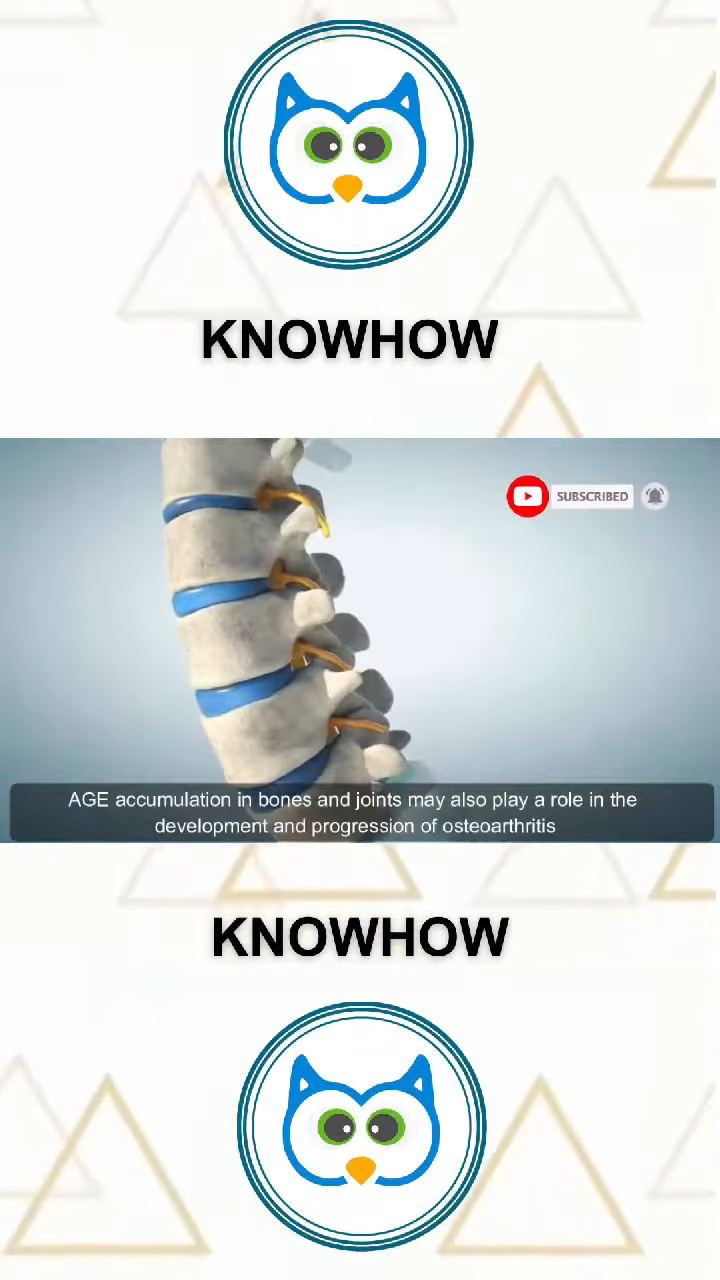 KNOWHOW
SUBSCRIBED
AGE accumulation in bones and joints may also play a role in the
development and progression of osteoarthritis
KNOWHOW